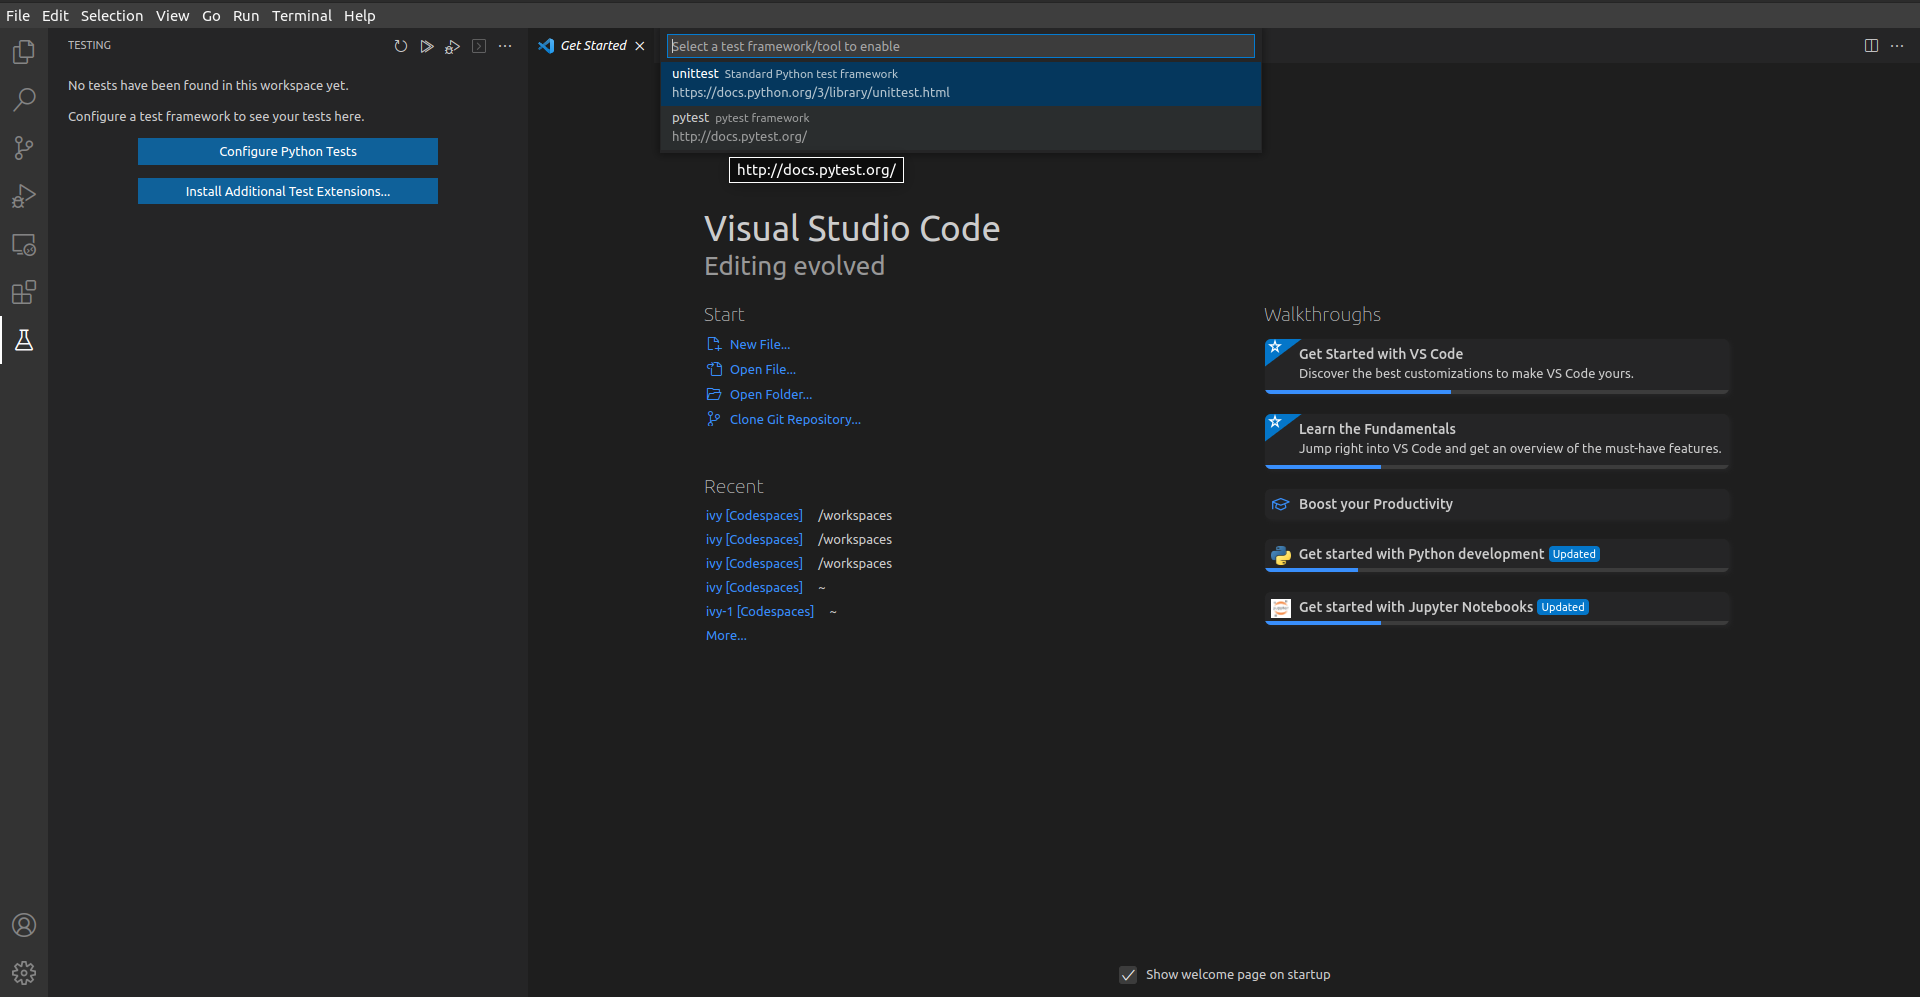 File Edit Selection View Go Run Terminal Help
TESTING
No tests have been found in this workspace yet.
Configure a test framework to see your tests here.
Configure Python Tests
Install Additional Test Extensions...
Get Started
Select a test framework/tool to enable
unittest Standard Python test framework
https://docs.python.org/3/library/unittest.html
pytest pytest framework
http://docs.pytest.org/
http://docs.pytest.org/
Visual Studio Code
Editing evolved
Start
New File...
Open File...
Open Folder...
Clone Git Repository...
Recent
ivy [Codespaces] /workspaces
ivy [Codespaces] /workspaces
ivy [Codespaces] /workspaces
ivy [Codespaces] ~
ivy-1 [Codespaces] ~
More...
Walkthroughs
Get Started with VS Code
Discover the best customizations to make VS Code yours.
Learn the Fundamentals
Jump right into VS Code and get an overview of the must-have features.
Boost your Productivity
Get started with Python development Updated
Get started with Jupyter Notebooks Updated
Show welcome page on startup